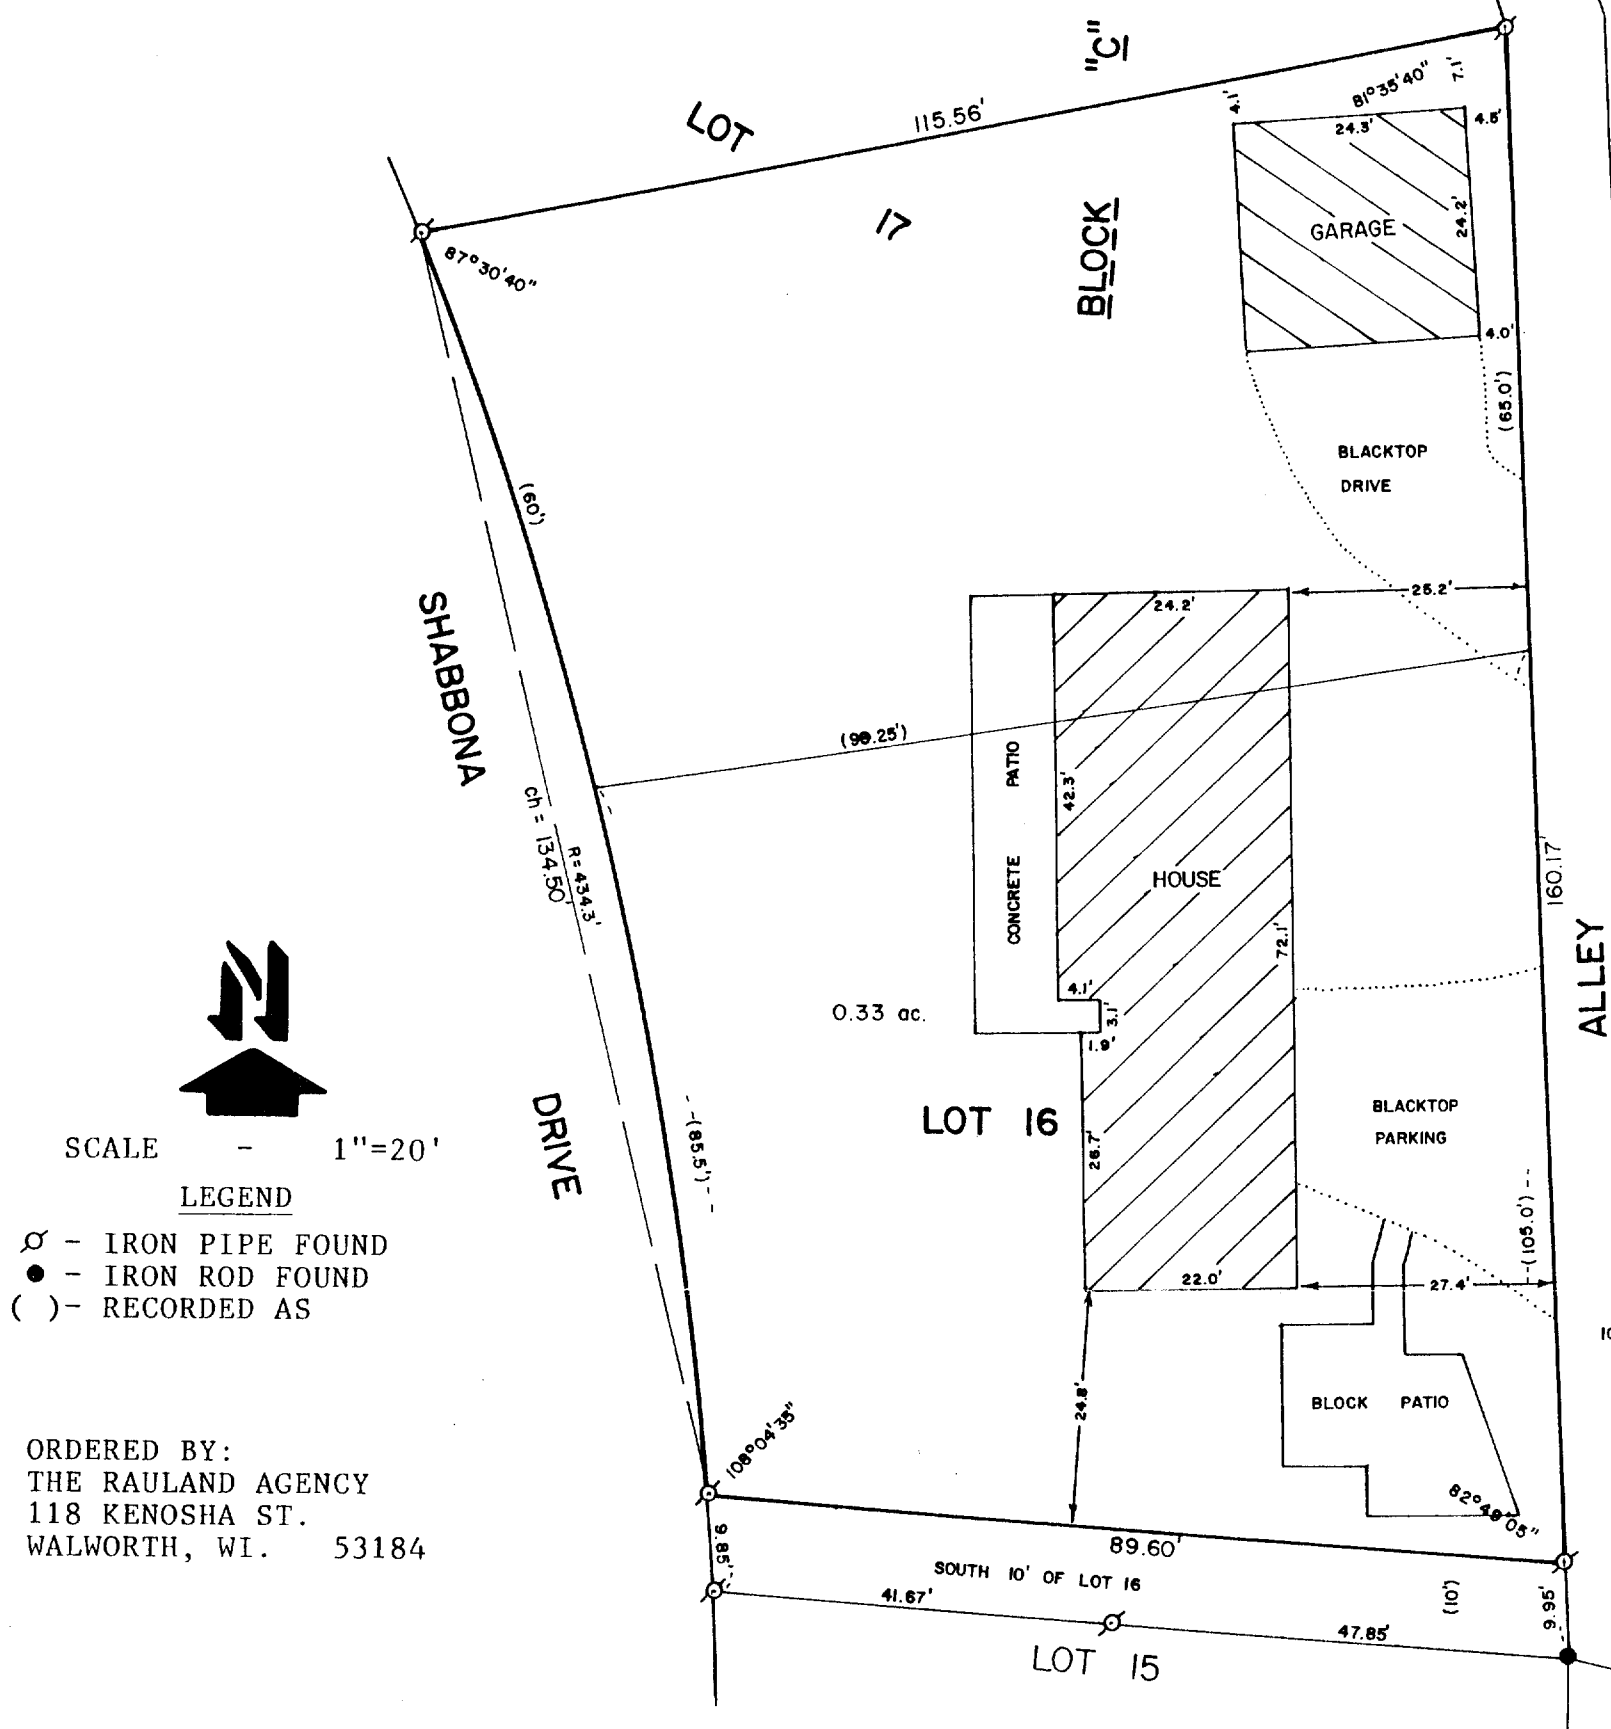 "C"
BLOCK
LOT
17
115.56'
4.1'
81°35'40"
7.1'
24.3'
4.5'
GARAGE
24.2'
4.0'
(65.0')
87°30'40"
BLACKTOP
DRIVE
(60')
25.2'
24.2'
SHABBONA
DRIVE
CONCRETE PATIO
42.3'
HOUSE
72.1'
ch = 134.50'
R=434.3'
160.17'
ALLEY
4.1'
3.1'
1.9'
0.33 ac.
LOT 16
26.7'
BLACKTOP
PARKING
(85.5')
(105.0')
22.0'
27.4'
24.8'
BLOCK PATIO
N
SCALE - 1"=20'
LEGEND
- IRON PIPE FOUND
- IRON ROD FOUND
( )- RECORDED AS
ORDERED BY:
THE RAULAND AGENCY
118 KENOSHA ST.
WALWORTH, WI. 53184
108°04'35"
89.60'
9.85'
SOUTH 10' OF LOT 16
(10')
9.95'
41.67'
47.85'
LOT 15